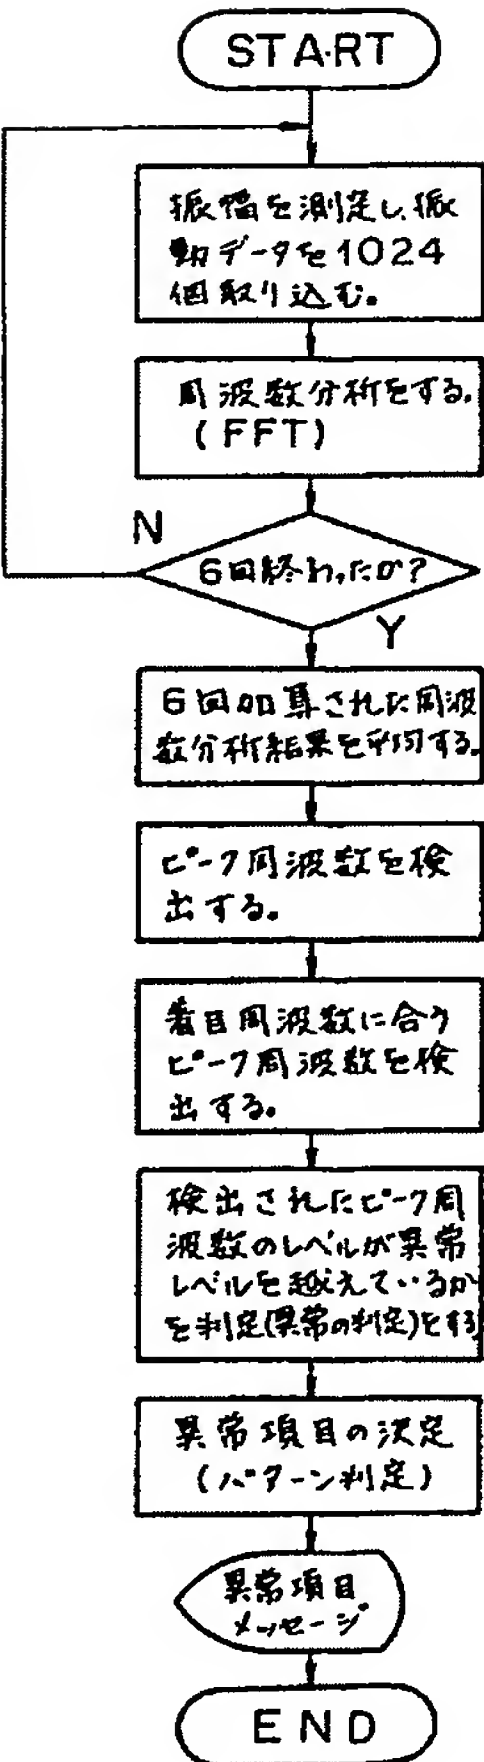 START
振幅を測定し、振
動データを1024
個取り込む。
周波数分析をする。
(FFT)
N
6回終わったか?
Y
6回加算された周波
数分析結果を平均する。
ピーク周波数を検
出する。
着目周波数に合う
ピーク周波数を検
出する。
検出されたピーク周
波数のレベルが異常
レベルを越えているか
を判定(異常の判定)をする
異常項目の決定
(パターン判定)
異常項目
メッセージ
END